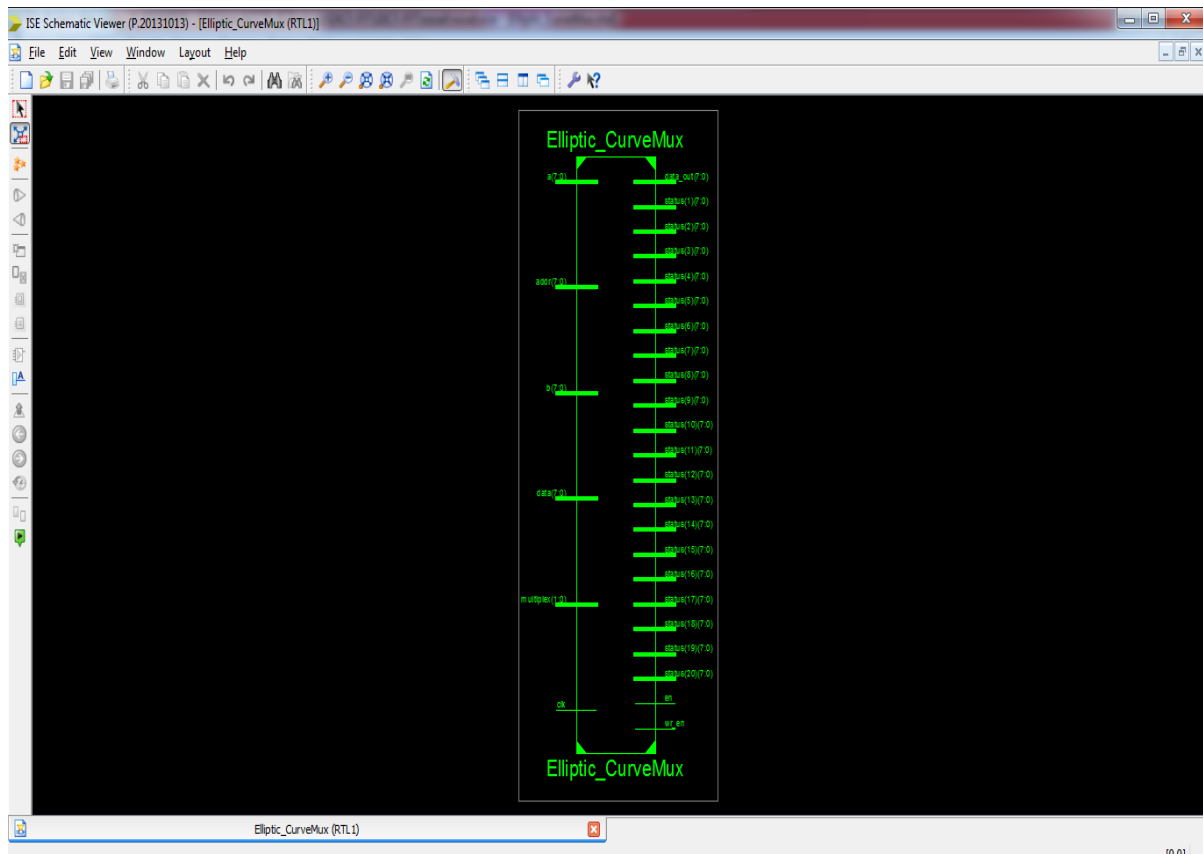 ISE Schematic Viewer (P.20131013) - [Elliptic_CurveMux (RTL1)]
File Edit View Window Layout Help
Elliptic_CurveMux
a(7:0)
addr(7:0)
b(7:0)
data(7:0)
multiplex(1:0)
clk
data_out(7:0)
status(1)(7:0)
status(2)(7:0)
status(3)(7:0)
status(4)(7:0)
status(5)(7:0)
status(6)(7:0)
status(7)(7:0)
status(8)(7:0)
status(9)(7:0)
status(10)(7:0)
status(11)(7:0)
status(12)(7:0)
status(13)(7:0)
status(14)(7:0)
status(15)(7:0)
status(16)(7:0)
status(17)(7:0)
status(18)(7:0)
status(19)(7:0)
status(20)(7:0)
en
wr_en
Elliptic_CurveMux
Elliptic_CurveMux (RTL1)